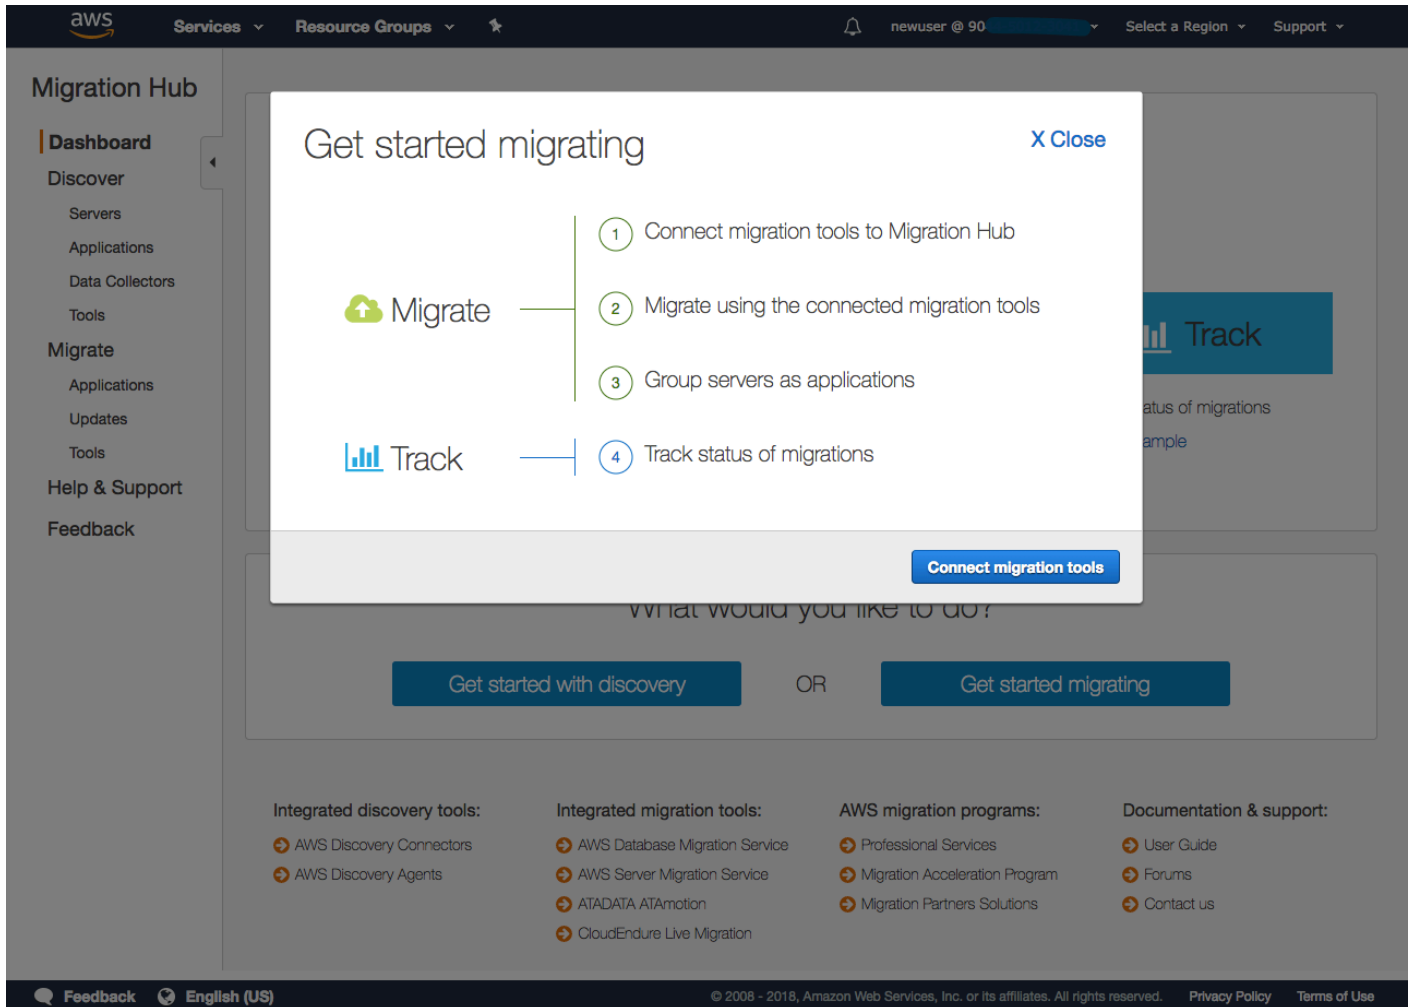 aws
Services
Resource Groups
newuser @ 90
Select a Region
Support
Migration Hub
Dashboard
Discover
Servers
Applications
Data Collectors
Tools
Migrate
Applications
Updates
Tools
Help & Support
Feedback
Get started migrating
X Close
Migrate
1 Connect migration tools to Migration Hub
2 Migrate using the connected migration tools
3 Group servers as applications
Track
4 Track status of migrations
Connect migration tools
Track
atus of migrations
ample
What would you like to do?
Get started with discovery
OR
Get started migrating
Integrated discovery tools:
AWS Discovery Connectors
AWS Discovery Agents
Integrated migration tools:
AWS Database Migration Service
AWS Server Migration Service
ATADATA ATAmotion
CloudEndure Live Migration
AWS migration programs:
Professional Services
Migration Acceleration Program
Migration Partners Solutions
Documentation & support:
User Guide
Forums
Contact us
Feedback
English (US)
© 2008 - 2018, Amazon Web Services, Inc. or its affiliates. All rights reserved.
Privacy Policy
Terms of Use